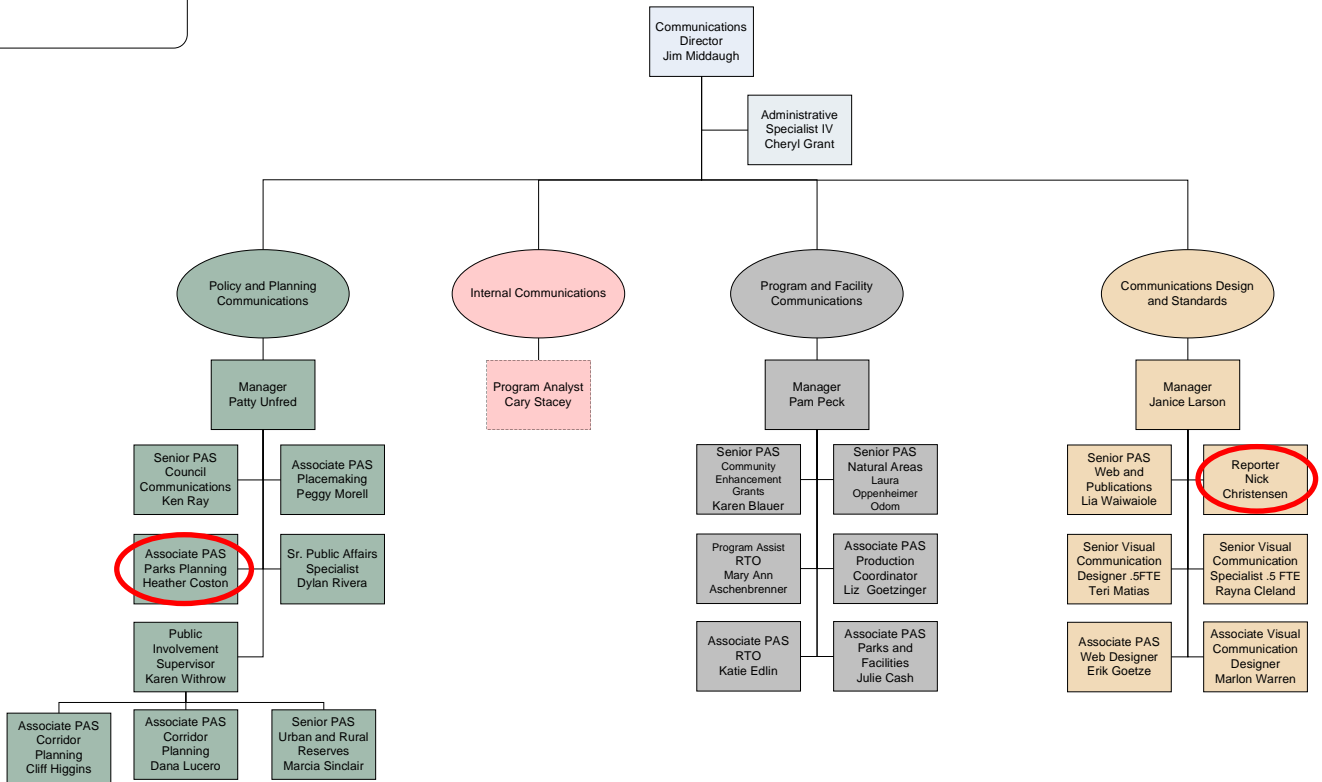 Communications
Director
Jim Middaugh
Administrative
Specialist IV
Cheryl Grant
Policy and Planning
Communications
Internal Communications
Program and Facility
Communications
Communications Design
and Standards
Manager
Patty Unfred
Program Analyst
Cary Stacey
Manager
Pam Peck
Manager
Janice Larson
Senior PAS
Council
Communications
Ken Ray
Associate PAS
Placemaking
Peggy Morell
Senior PAS
Community
Enhancement
Grants
Karen Blauer
Senior PAS
Natural Areas
Laura
Oppenheimer
Odom
Senior PAS
Web and
Publications
Lia Waiwaiole
Reporter
Nick
Christensen
Associate PAS
Parks Planning
Heather Coston
Sr. Public Affairs
Specialist
Dylan Rivera
Program Assist
RTO
Mary Ann
Aschenbrenner
Associate PAS
Production
Coordinator
Liz Goetzinger
Senior Visual
Communication
Designer .5FTE
Teri Matias
Senior Visual
Communication
Specialist .5 FTE
Rayna Cleland
Public
Involvement
Supervisor
Karen Withrow
Associate PAS
RTO
Katie Edlin
Associate PAS
Parks and
Facilities
Julie Cash
Associate PAS
Web Designer
Erik Goetze
Associate Visual
Communication
Designer
Marlon Warren
Associate PAS
Corridor
Planning
Cliff Higgins
Associate PAS
Corridor
Planning
Dana Lucero
Senior PAS
Urban and Rural
Reserves
Marcia Sinclair